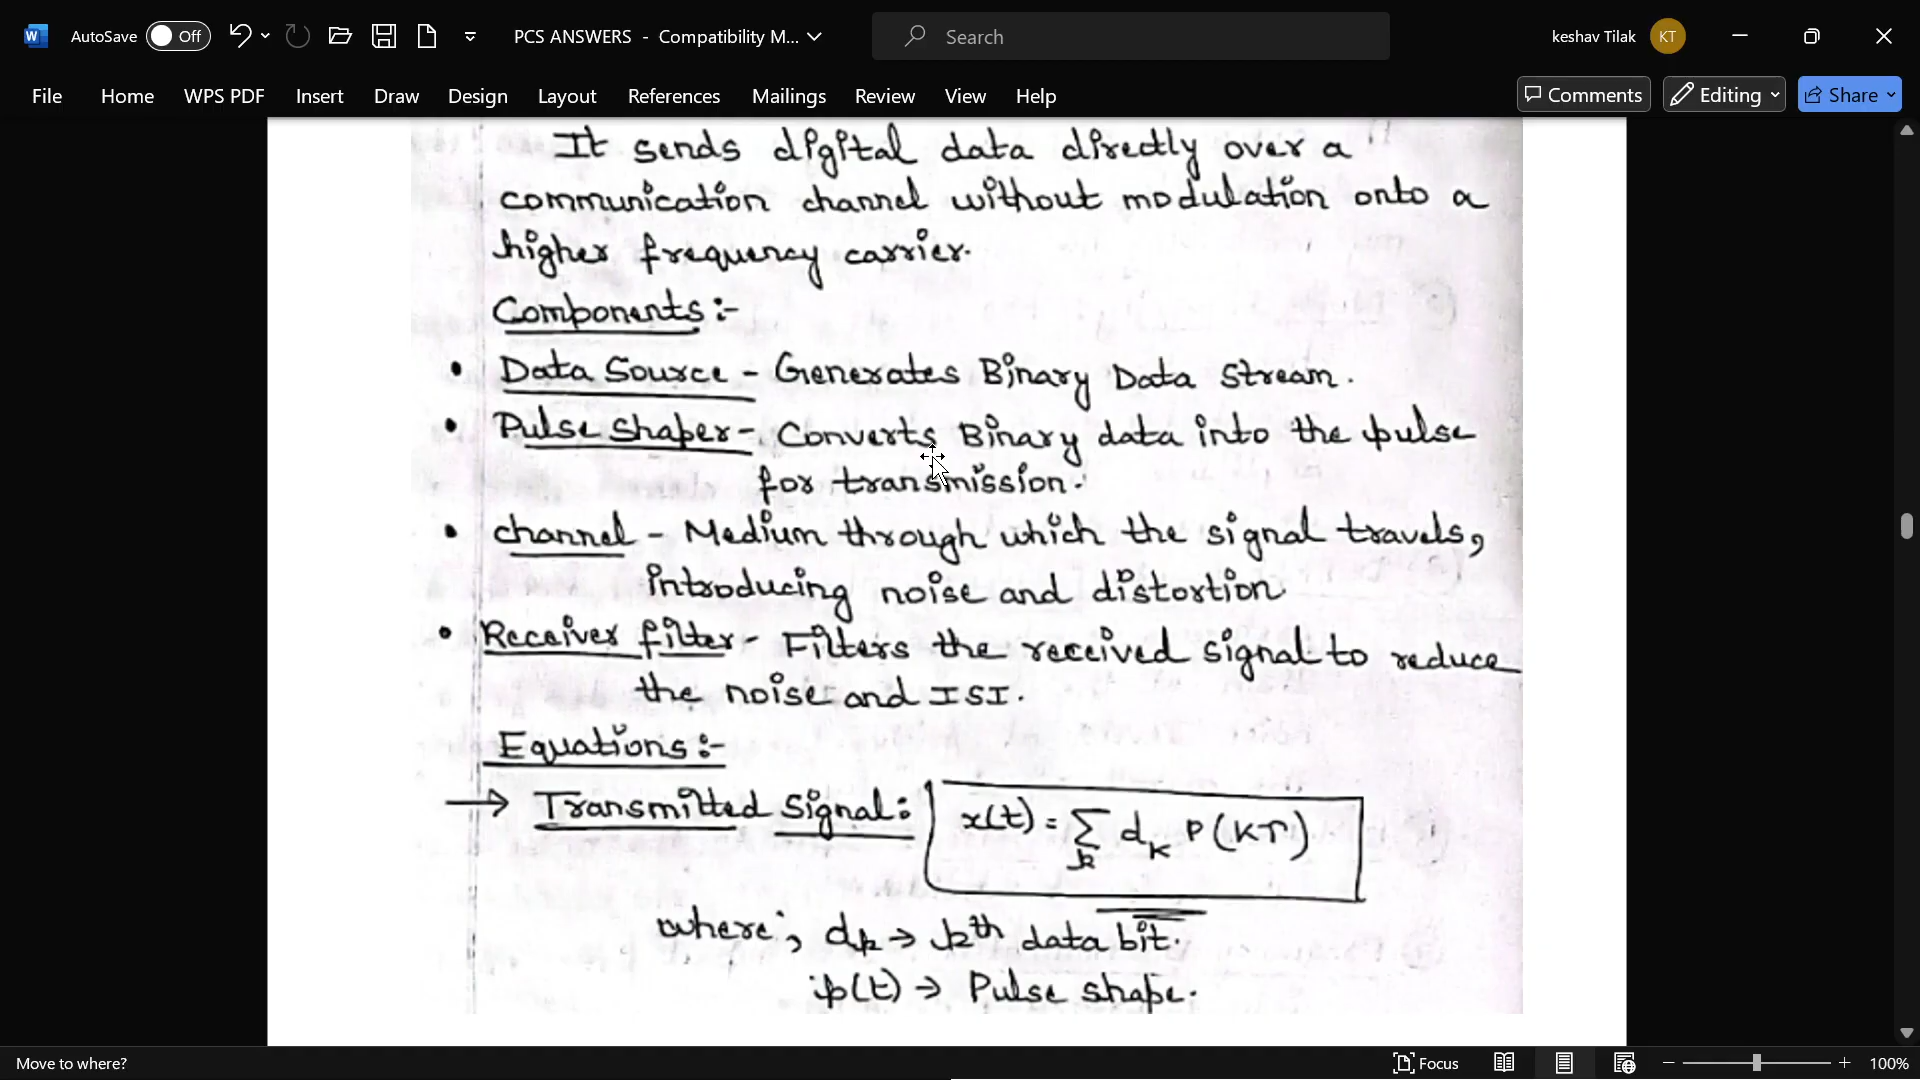 AutoSave Off PCS ANSWERS - Compatibility M... Search keshav Tilak KT
File Home WPS PDF Insert Draw Design Layout References Mailings Review View Help Comments Editing Share
It sends digital data directly over a
communication channel without modulation onto a
higher frequency carrier.
Components :-
• Data Source - Generates Binary Data Stream.
• Pulse Shaper - Converts Binary data into the pulse
for transmission.
• channel - Medium through which the signal travels,
introducing noise and distortion
• Receiver filter - Filters the received signal to reduce
the noise and ISI.
Equations :-
→ Transmitted Signal: x(t) = Σ_k d_k P(KT)
where, d_k → kth data bit.
p(t) → Pulse shape.
Move to where? Focus 100%